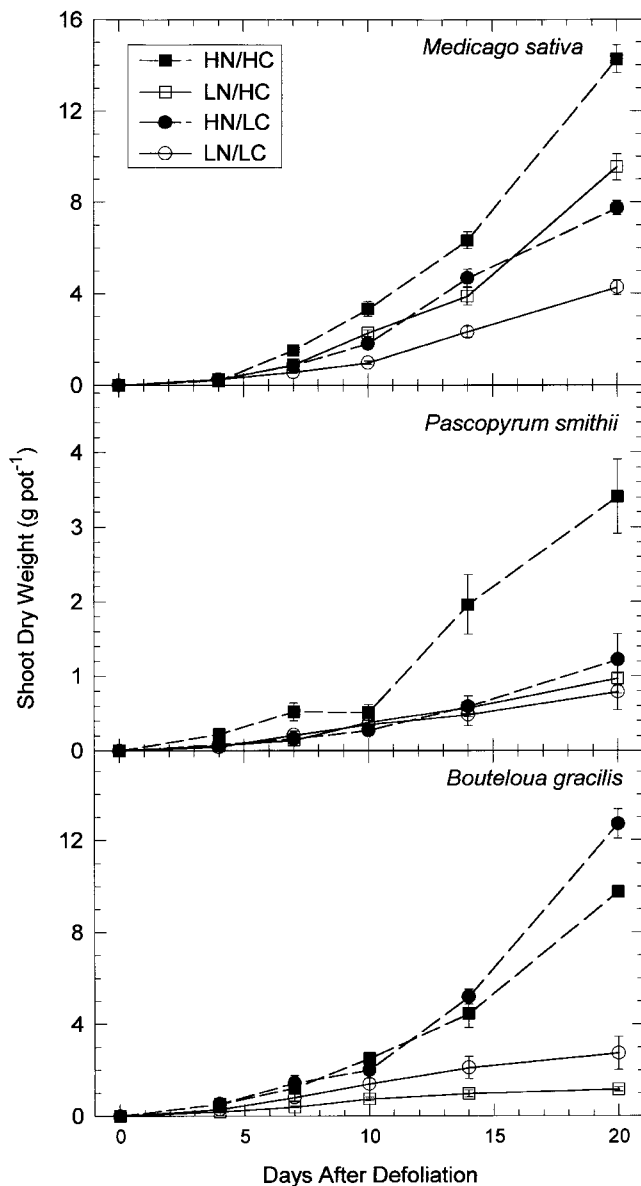 16
12
8
4
0
Medicago sativa
HN/HC
LN/HC
HN/LC
LN/LC
4
3
2
1
0
Pascopyrum smithii
Shoot Dry Weight (g pot⁻¹)
12
8
4
0
Bouteloua gracilis
0 5 10 15 20
Days After Defoliation